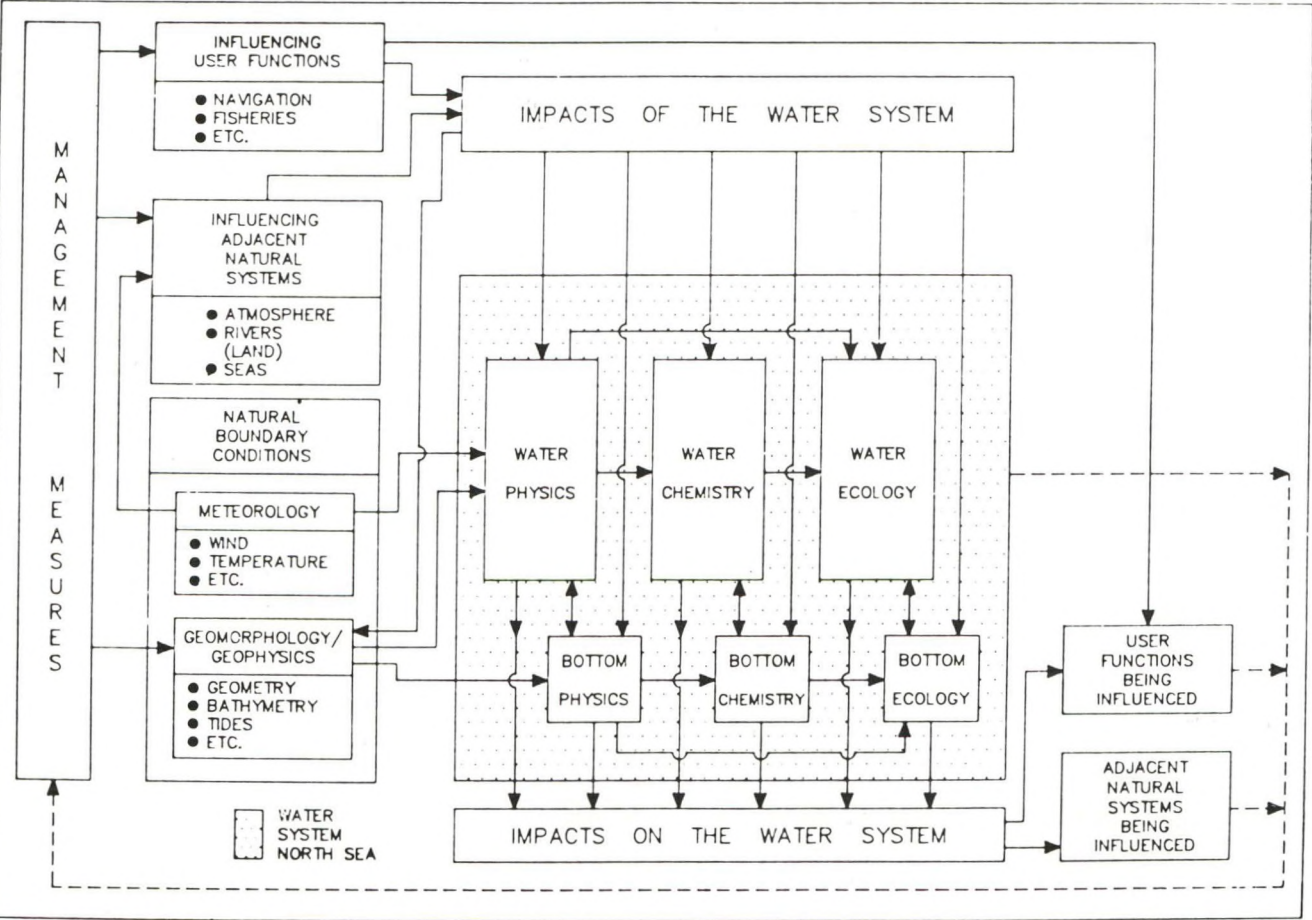 MANAGEMENT MEASURES
INFLUENCING
USER FUNCTIONS
● NAVIGATION
● FISHERIES
● ETC.
IMPACTS OF THE WATER SYSTEM
INFLUENCING
ADJACENT
NATURAL
SYSTEMS
● ATMOSPHERE
● RIVERS
(LAND)
● SEAS
NATURAL
BOUNDARY
CONDITIONS
METEOROLOGY
● WIND
● TEMPERATURE
● ETC.
GEOMORPHOLOGY/
GEOPHYSICS
● GEOMETRY
● BATHYMETRY
● TIDES
● ETC.
WATER
PHYSICS
WATER
CHEMISTRY
WATER
ECOLOGY
BOTTOM
PHYSICS
BOTTOM
CHEMISTRY
BOTTOM
ECOLOGY
USER
FUNCTIONS
BEING
INFLUENCED
ADJACENT
NATURAL
SYSTEMS
BEING
INFLUENCED
IMPACTS ON THE WATER SYSTEM
WATER
SYSTEM
NORTH SEA